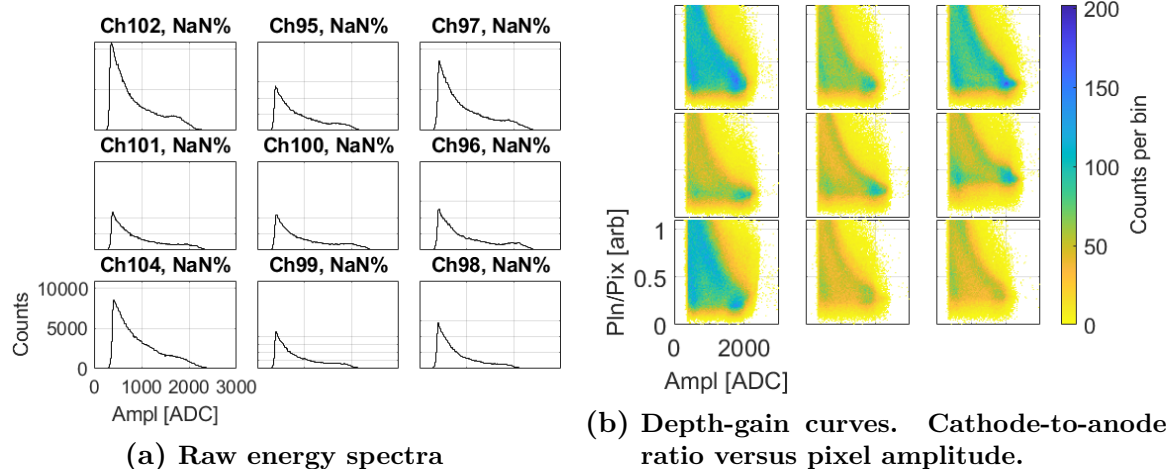 Ch102, NaN%
Ch95, NaN%
Ch97, NaN%
Ch101, NaN%
Ch100, NaN%
Ch96, NaN%
Ch104, NaN%
Ch99, NaN%
Ch98, NaN%
10000
5000
0
Counts
0
1000
2000
3000
Ampl [ADC]
(a) Raw energy spectra
1
0.5
0
Pln/Pix [arb]
0
2000
Ampl [ADC]
200
150
100
50
0
Counts per bin
(b) Depth-gain curves. Cathode-to-anode
ratio versus pixel amplitude.